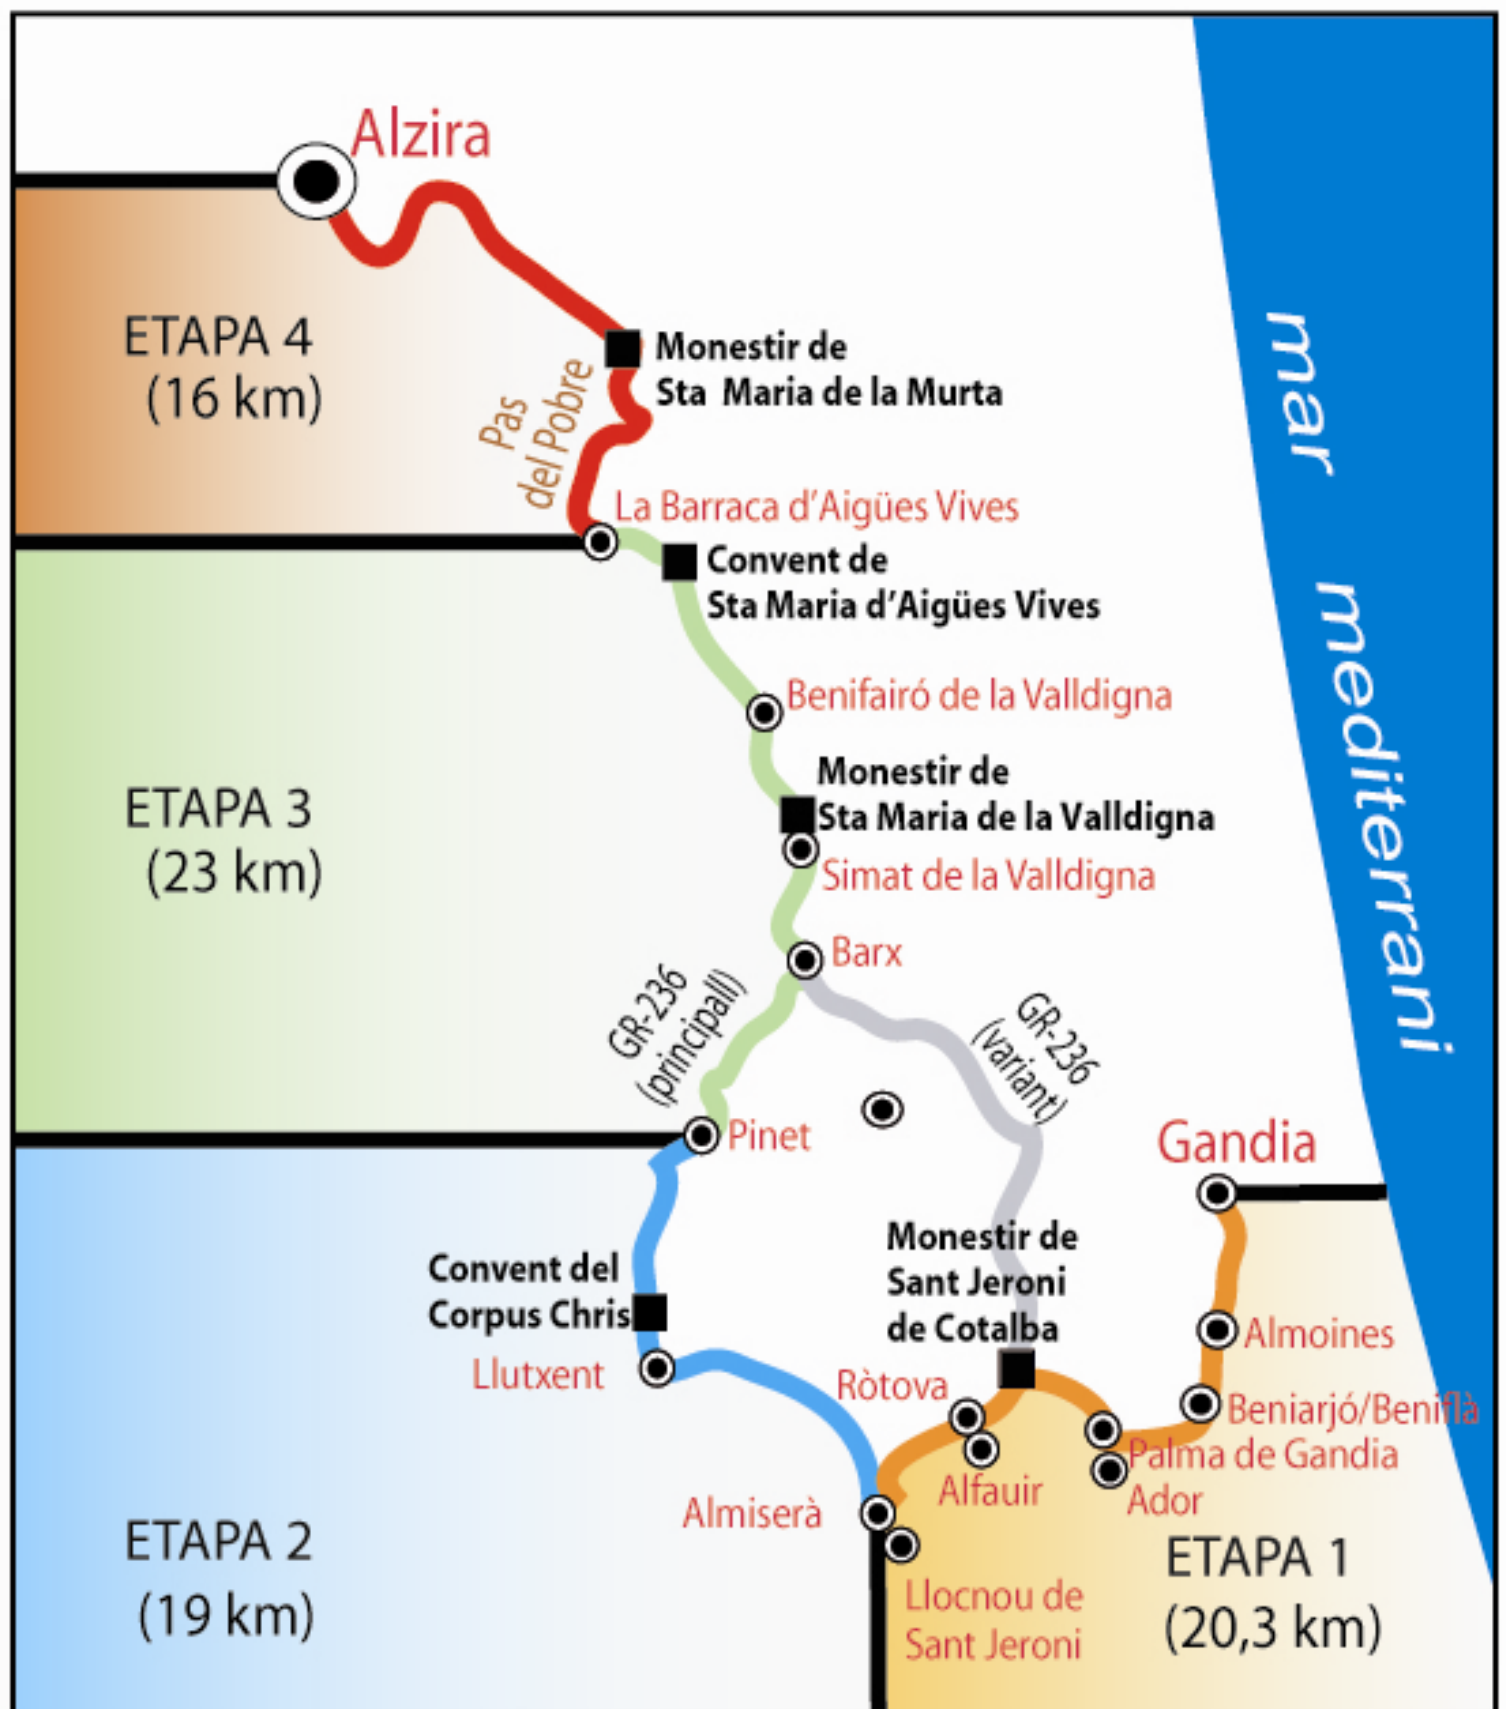 Alzira
ETAPA 4
(16 km)
Monestir de
Sta Maria de la Murta
Pas
del Pobre
La Barraca d'Aigües Vives
Convent de
Sta Maria d'Aigües Vives
Benifairó de la Valldigna
ETAPA 3
(23 km)
Monestir de
Sta Maria de la Valldigna
Simat de la Valldigna
Barx
GR-236
(principall)
GR-236
(variant)
mar mediterrani
Pinet
Gandia
Convent del
Corpus Chris
Llutxent
Monestir de
Sant Jeroni
de Cotalba
Almoines
Ròtova
Beniarjó/Beniflà
Palma de Gandia
Ador
Alfauir
Almiserà
ETAPA 2
(19 km)
Llocnou de
Sant Jeroni
ETAPA 1
(20,3 km)